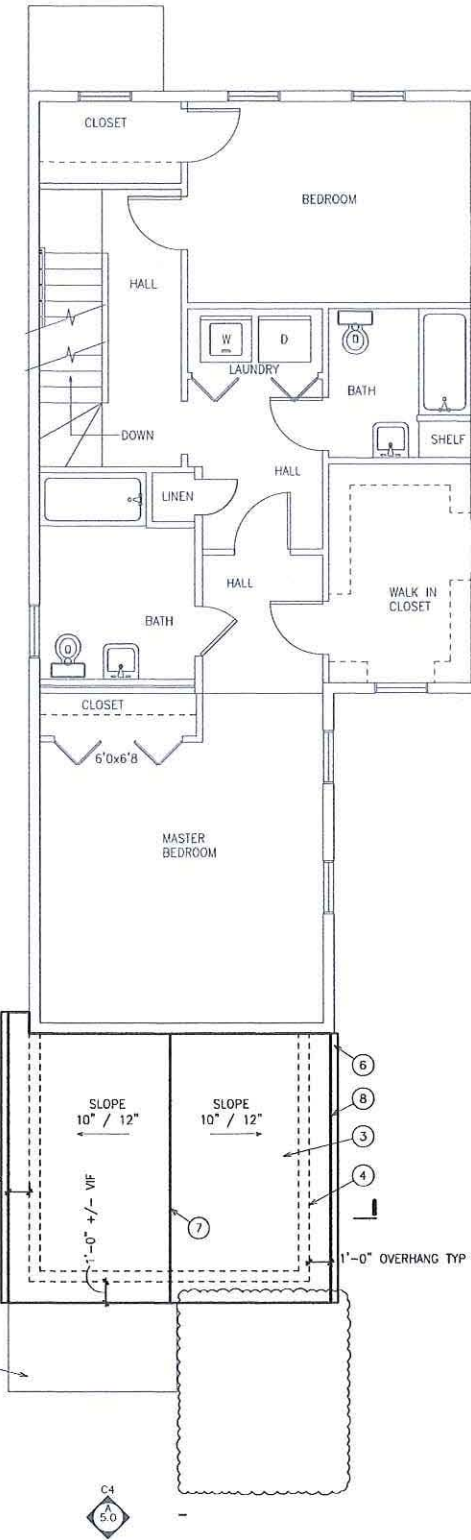 CLOSET
BEDROOM
HALL
W
D
LAUNDRY
BATH
DOWN
SHELF
LINEN
HALL
HALL
WALK IN
CLOSET
BATH
CLOSET
6'0x6'8
MASTER
BEDROOM
6
SLOPE
10" / 12"
SLOPE
10" / 12"
8
3
4
1'-0" +/- VIF
7
1'-0" OVERHANG TYP
C4
A
5.0